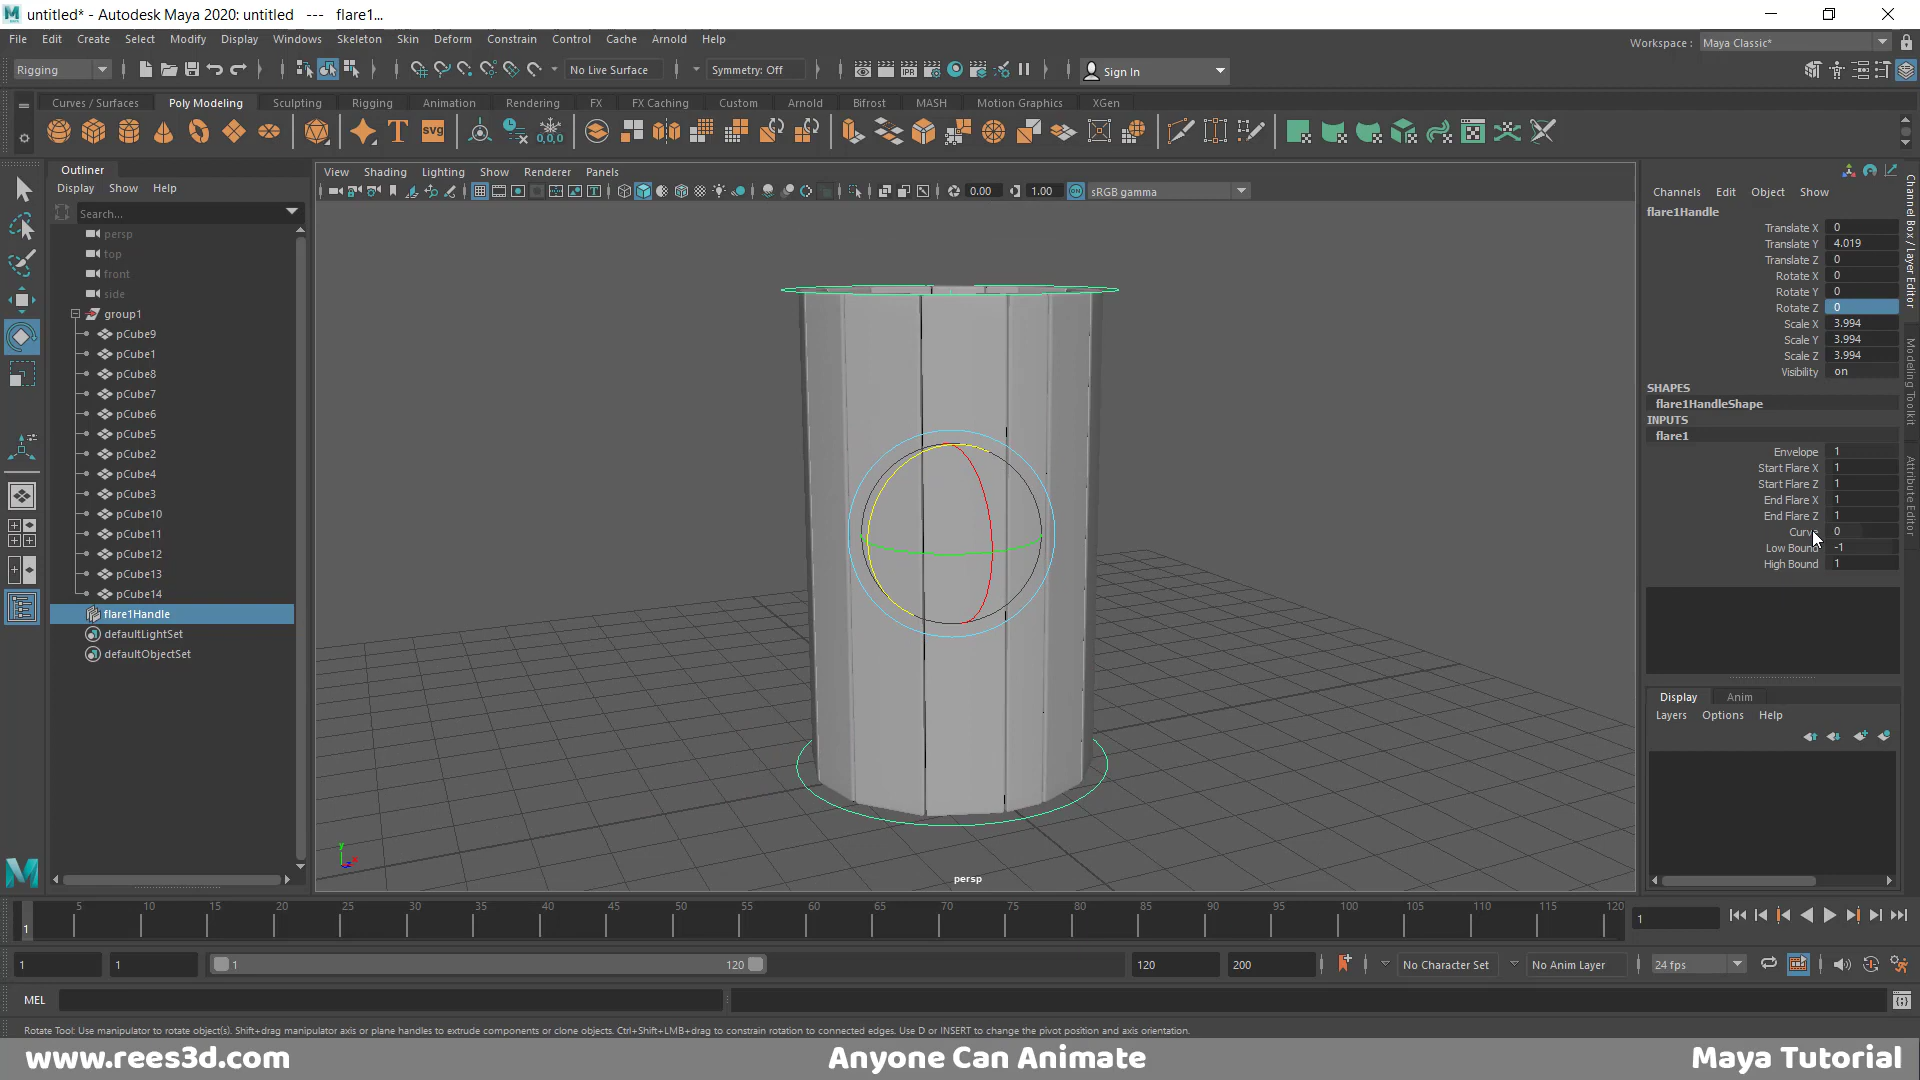 untitled* - Autodesk Maya 2020: untitled   ---   flare1...
File Edit Create Select Modify Display Windows Skeleton Skin Deform Constrain Control Cache Arnold Help
Workspace : Maya Classic*
Rigging
No Live Surface
Symmetry: Off
Sign In
Curves / Surfaces Poly Modeling Sculpting Rigging Animation Rendering FX FX Caching Custom Arnold Bifrost MASH Motion Graphics XGen
Outliner
Display Show Help
Search...
persp
top
front
side
group1
pCube9
pCube1
pCube8
pCube7
pCube6
pCube5
pCube2
pCube4
pCube3
pCube10
pCube11
pCube12
pCube13
pCube14
flare1Handle
defaultLightSet
defaultObjectSet
View Shading Lighting Show Renderer Panels
0.00
1.00
sRGB gamma
persp
Channels Edit Object Show
flare1Handle
Translate X 0
Translate Y 4.019
Translate Z 0
Rotate X 0
Rotate Y 0
Rotate Z 0
Scale X 3.994
Scale Y 3.994
Scale Z 3.994
Visibility on
SHAPES
flare1HandleShape
INPUTS
flare1
Envelope 1
Start Flare X 1
Start Flare Z 1
End Flare X 1
End Flare Z 1
Curve 0
Low Bound -1
High Bound 1
Display Anim
Layers Options Help
Channel Box / Layer Editor
Modeling Toolkit
Attribute Editor
5 10 15 20 25 30 35 40 45 50 55 60 65 70 75 80 85 90 95 100 105 110 115 120
1
1
1
1
1
120
120
200
No Character Set
No Anim Layer
24 fps
MEL
Rotate Tool: Use manipulator to rotate object(s). Shift+drag manipulator axis or plane handles to extrude components or clone objects. Ctrl+Shift+LMB+drag to constrain rotation to connected edges. Use D or INSERT to change the pivot position and axis orientation.
www.rees3d.com
Anyone Can Animate
Maya Tutorial